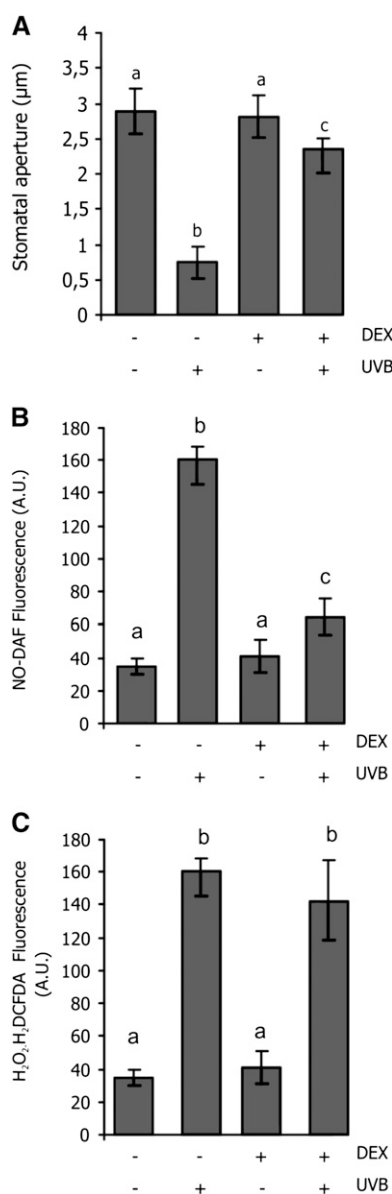 A
Stomatal aperture (µm)
4
3,5
3
2,5
2
1,5
1
0,5
0
a
b
a
c
- - + + DEX
- + - + UVB
B
NO-DAF Fluorescence (A.U.)
180
160
140
120
100
80
60
40
20
0
a
b
a
c
- - + + DEX
- + - + UVB
C
H₂O₂.H₂DCFDA Fluorescence
(A.U.)
180
160
140
120
100
80
60
40
20
0
a
b
a
b
- - + + DEX
- + - + UVB